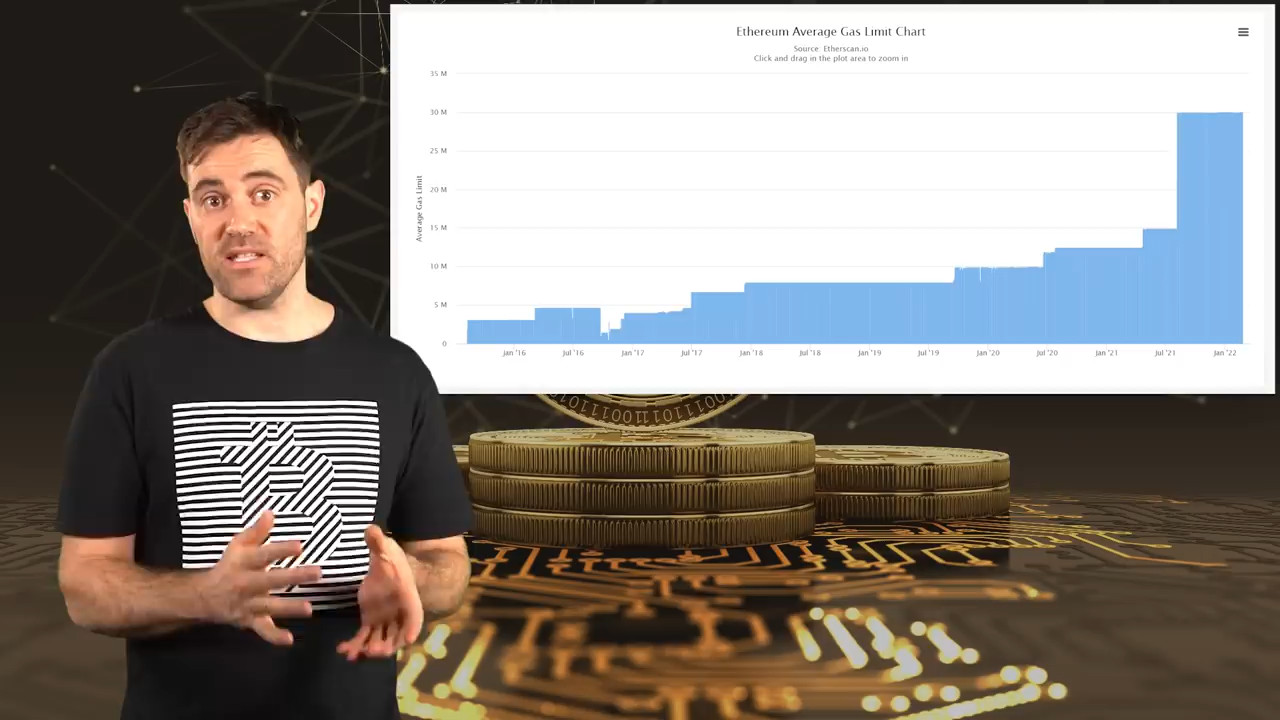 Ethereum Average Gas Limit Chart
Source: Etherscan.io
Click and drag in the plot area to zoom in
35 M
30 M
25 M
20 M
15 M
10 M
5 M
0
Average Gas Limit
Jan '16 Jul '16 Jan '17 Jul '17 Jan '18 Jul '18 Jan '19 Jul '19 Jan '20 Jul '20 Jan '21 Jul '21 Jan '22